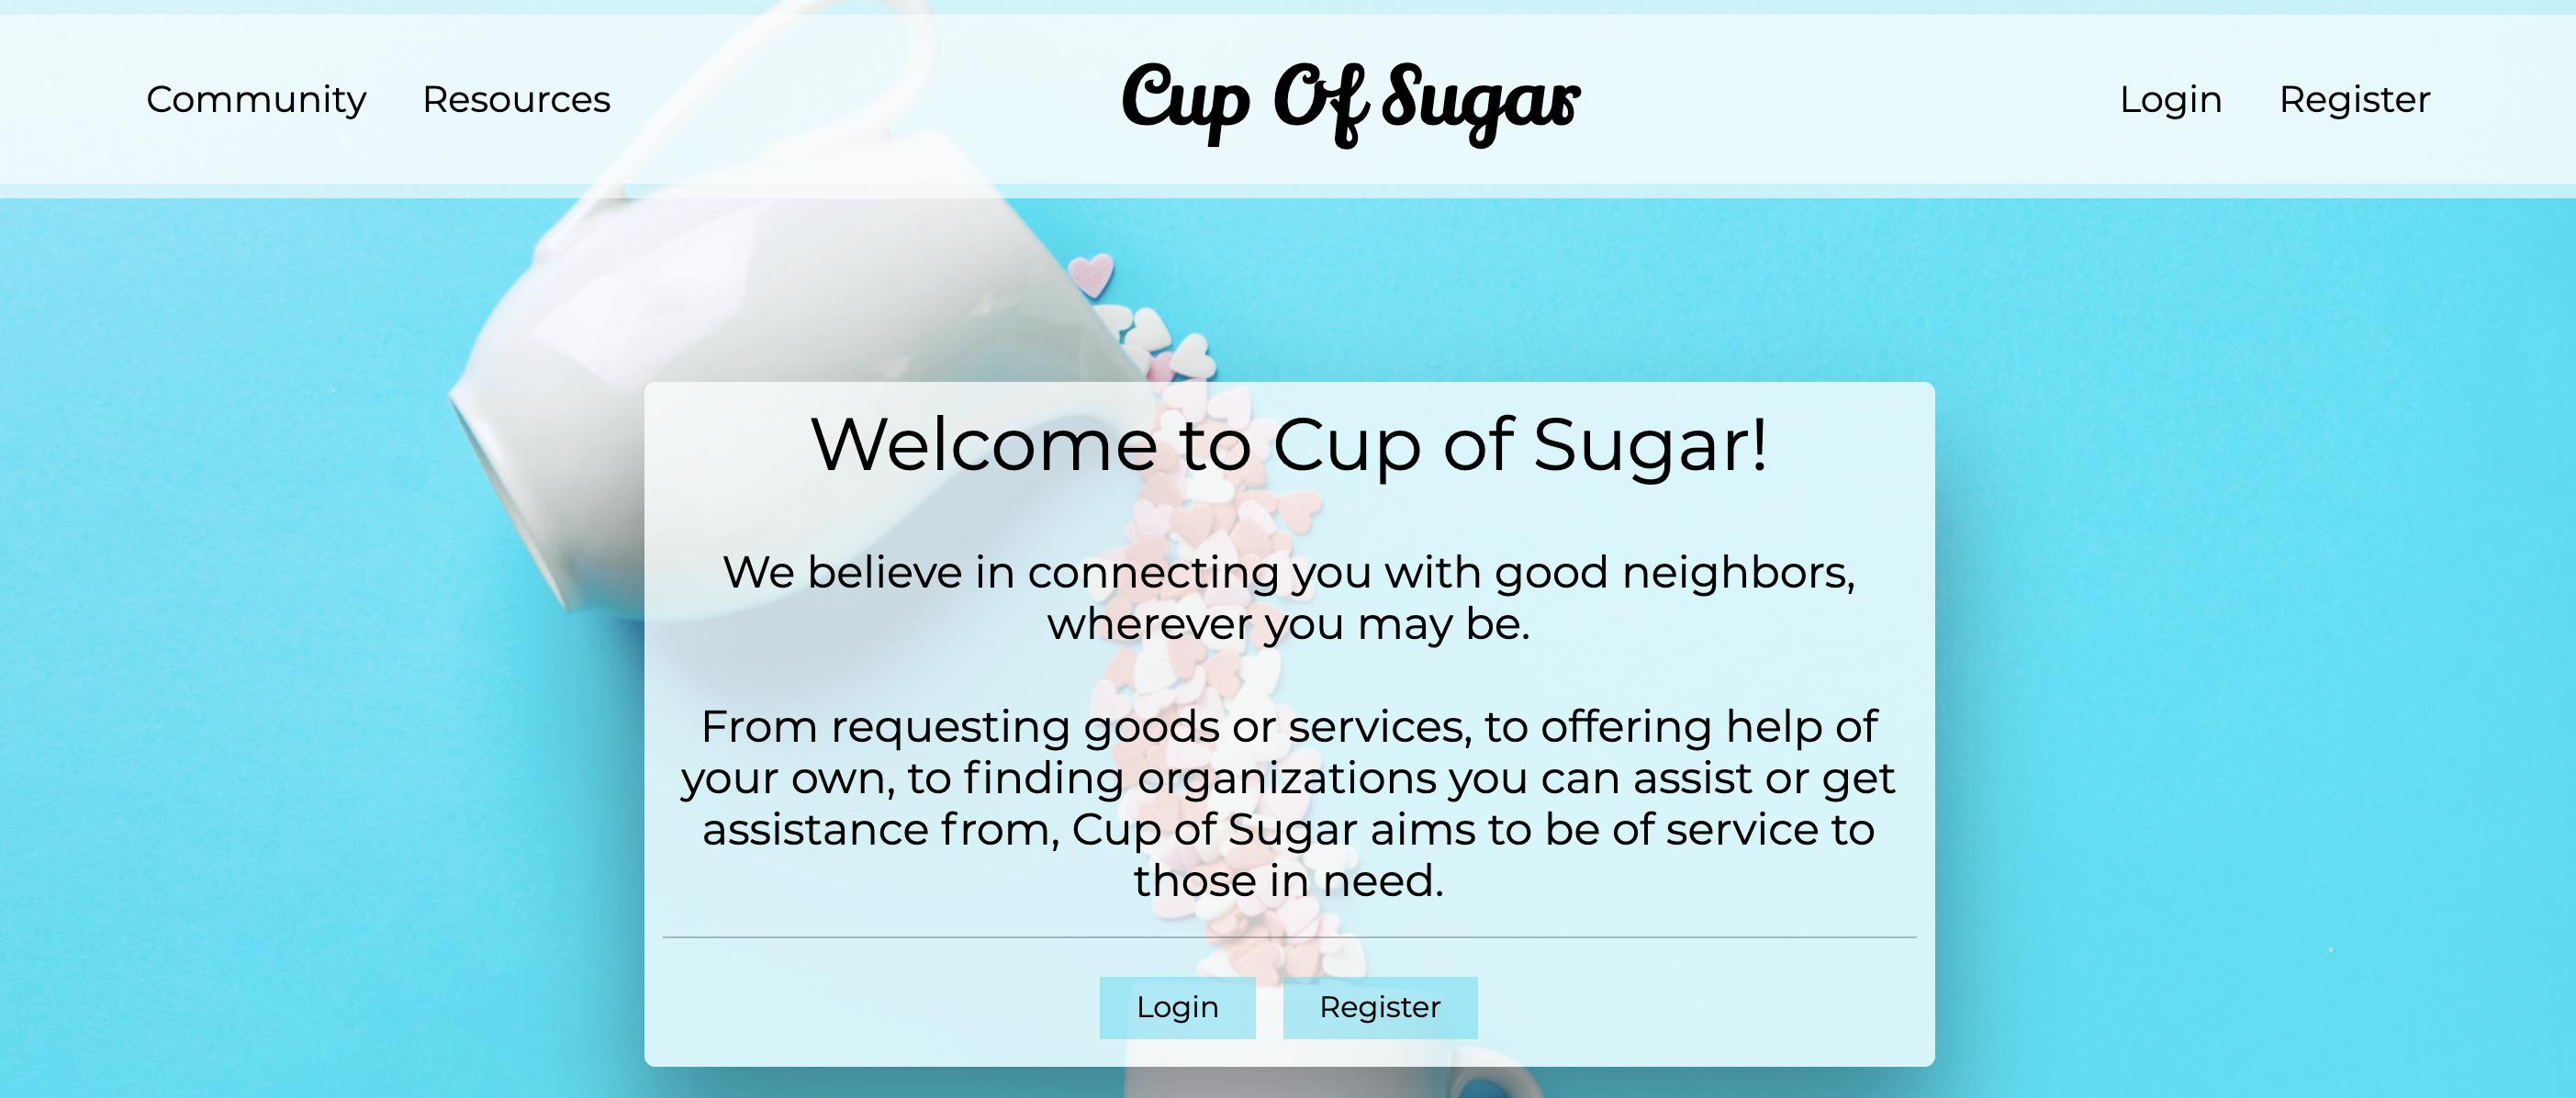 Community Resources Cup Of Sugar Login Register
Welcome to Cup of Sugar!
We believe in connecting you with good neighbors,
wherever you may be.
From requesting goods or services, to offering help of
your own, to finding organizations you can assist or get
assistance from, Cup of Sugar aims to be of service to
those in need.
Login Register